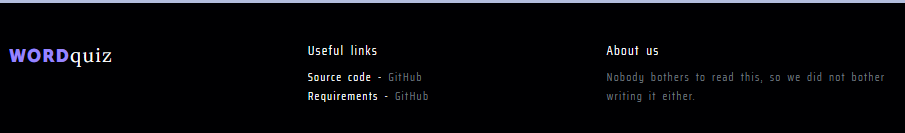 WORDquiz
Useful links
Source code - GitHub
Requirements - GitHub
About us
Nobody bothers to read this, so we did not bother
writing it either.